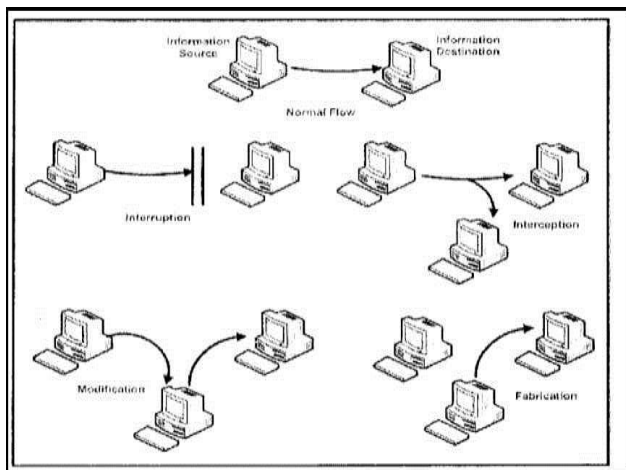 Information
Source
Information
Destination
Normal Flow
Interruption
Interception
Modification
Fabrication